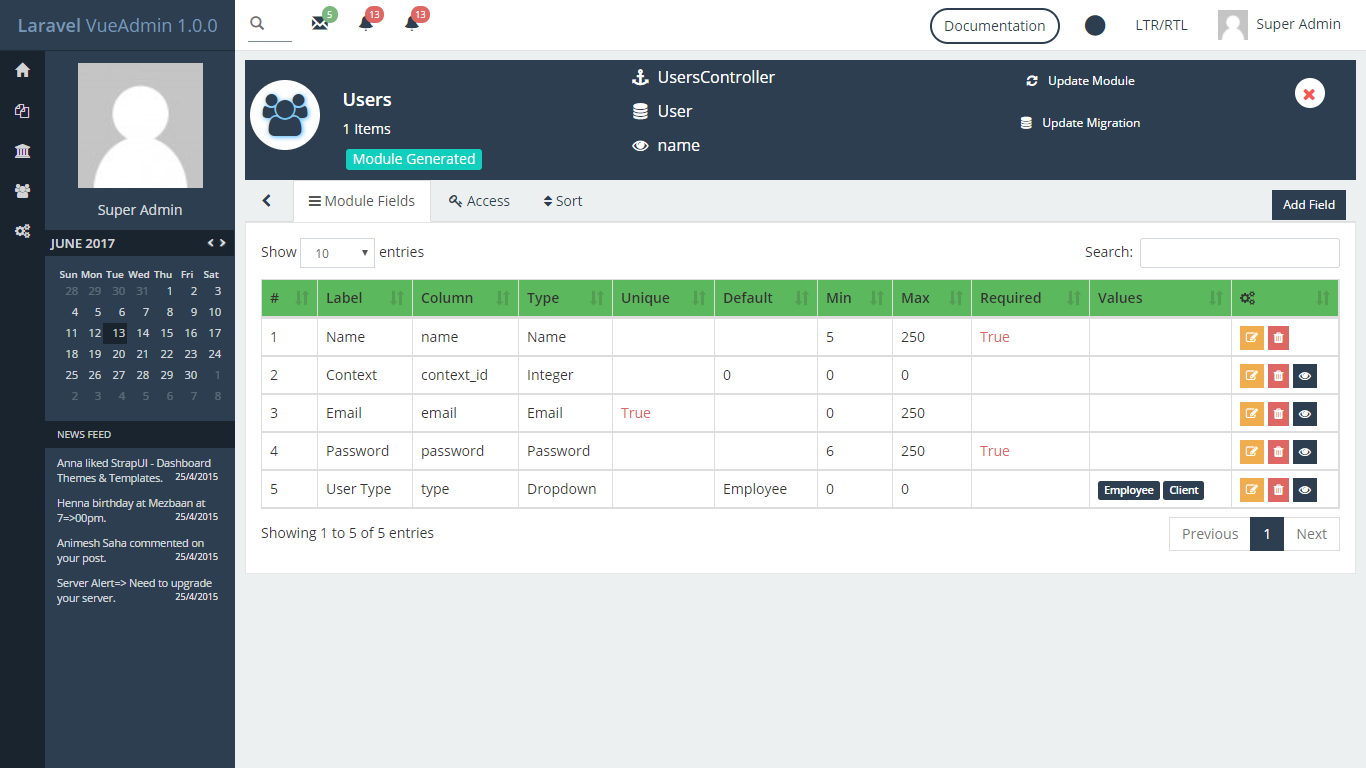 Laravel VueAdmin 1.0.0
5
13
13
Documentation
LTR/RTL
Super Admin
Super Admin
JUNE 2017
Sun Mon Tue Wed Thu Fri Sat
28 29 30 31 1 2 3
4 5 6 7 8 9 10
11 12 13 14 15 16 17
18 19 20 21 22 23 24
25 26 27 28 29 30 1
2 3 4 5 6 7 8
NEWS FEED
Anna liked StrapUI - Dashboard
Themes & Templates. 25/4/2015
Henna birthday at Mezbaan at
7=>00pm. 25/4/2015
Animesh Saha commented on
your post. 25/4/2015
Server Alert=> Need to upgrade
your server. 25/4/2015
Users
1 Items
Module Generated
UsersController
User
name
Update Module
Update Migration
Module Fields
Access
Sort
Add Field
Show 10 entries
Search:
# Label Column Type Unique Default Min Max Required Values
1 Name name Name 5 250 True
2 Context context_id Integer 0 0 0
3 Email email Email True 0 250
4 Password password Password 6 250 True
5 User Type type Dropdown Employee 0 0 Employee Client
Showing 1 to 5 of 5 entries
Previous 1 Next